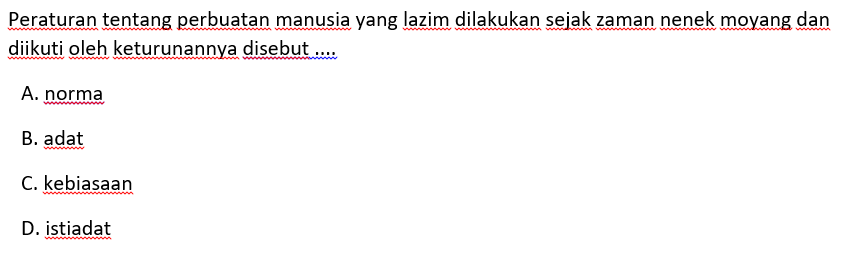 Peraturan tentang perbuatan manusia yang lazim dilakukan sejak zaman nenek moyang dan
diikuti oleh keturunannya disebut ....
A. norma
B. adat
C. kebiasaan
D. istiadat